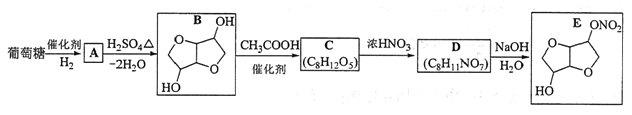 葡萄糖 催化剂 H₂ A H₂SO₄△ -2H₂O B OH O O HO CH₃COOH 催化剂 C (C₈H₁₂O₅) 浓HNO₃ D (C₈H₁₁NO₇) NaOH H₂O E ONO₂ O O HO